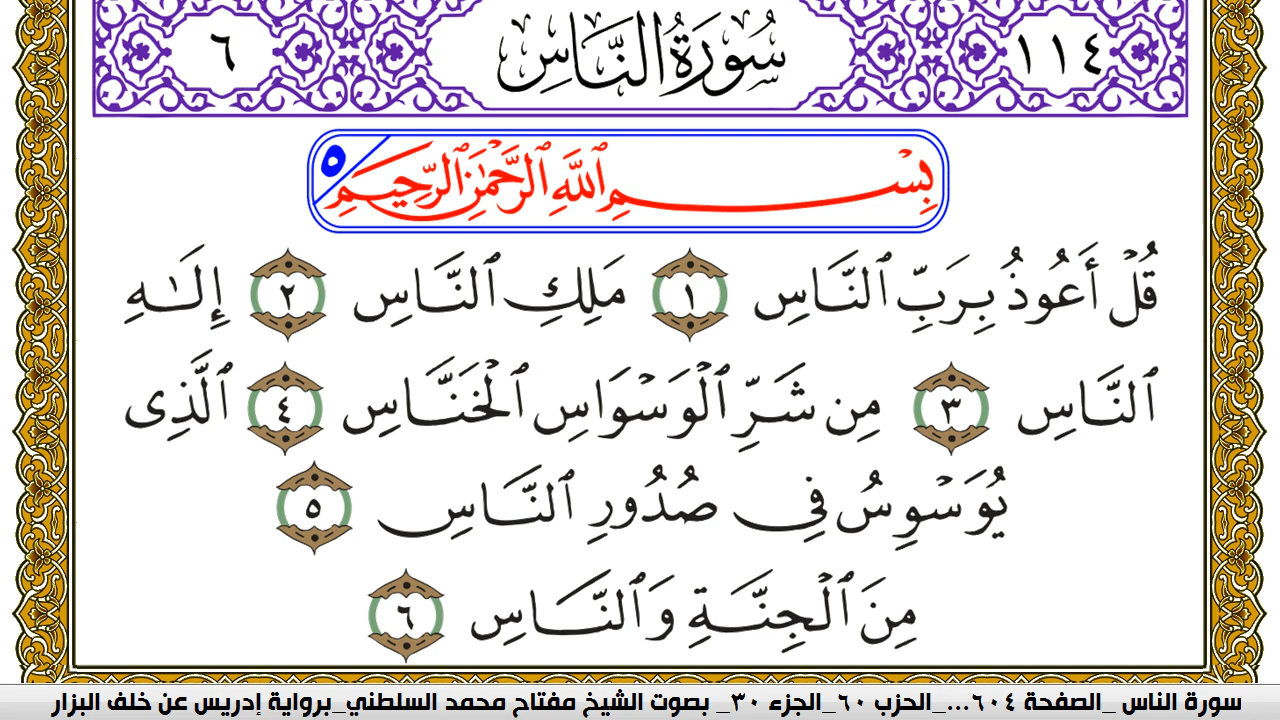 ١١٤ سُورَةُ النَّاسِ ٦
بِسْمِ ٱللَّهِ ٱلرَّحْمَٰنِ ٱلرَّحِيمِ ٥
قُلْ أَعُوذُ بِرَبِّ ٱلنَّاسِ ١ مَلِكِ ٱلنَّاسِ ٢ إِلَٰهِ
ٱلنَّاسِ ٣ مِن شَرِّ ٱلْوَسْوَاسِ ٱلْخَنَّاسِ ٤ ٱلَّذِى
يُوَسْوِسُ فِى صُدُورِ ٱلنَّاسِ ٥
مِنَ ٱلْجِنَّةِ وَٱلنَّاسِ ٦
سورة الناس _الصفحة ٦٠٤..._الحزب ٦٠_الجزء ٣٠_ بصوت الشيخ مفتاح محمد السلطني_برواية إدريس عن خلف البزار